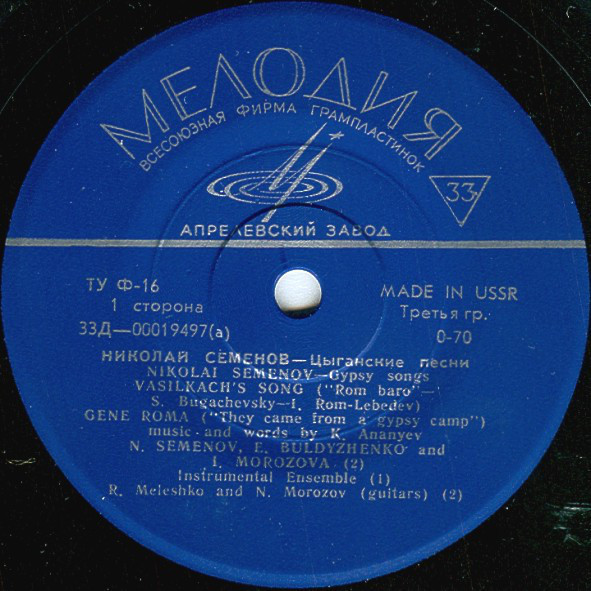 МЕЛОДИЯ
ВСЕСОЮЗНАЯ ФИРМА ГРАМПЛАСТИНОК
33
АПРЕЛЕВСКИЙ ЗАВОД
ТУ Ф-16
MADE IN USSR
1 сторона
Третья гр.
33Д—00019497(а)
0-70
НИКОЛАЙ СЕМЕНОВ—Цыганские песни
NIKOLAI SEMENOV—Gypsy songs
VASILKACH'S SONG ("Rom baro"—
S. Bugachevsky—I. Rom-Lebedev)
GENE ROMA ("They came from a gypsy camp")
music and words by K. Ananyev
N. SEMENOV, E. BULDYZHENKO and
I. MOROZOVA (2)
Instrumental Ensemble (1)
R. Meleshko and N. Morozov (guitars) (2)